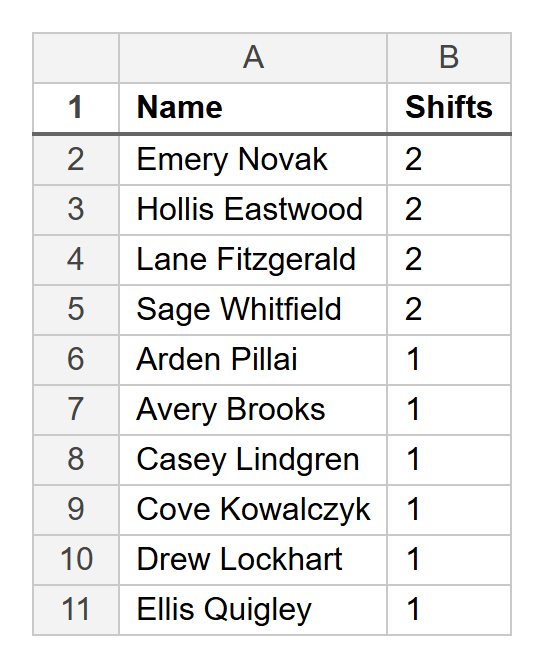 A B
1 Name Shifts
2 Emery Novak 2
3 Hollis Eastwood 2
4 Lane Fitzgerald 2
5 Sage Whitfield 2
6 Arden Pillai 1
7 Avery Brooks 1
8 Casey Lindgren 1
9 Cove Kowalczyk 1
10 Drew Lockhart 1
11 Ellis Quigley 1